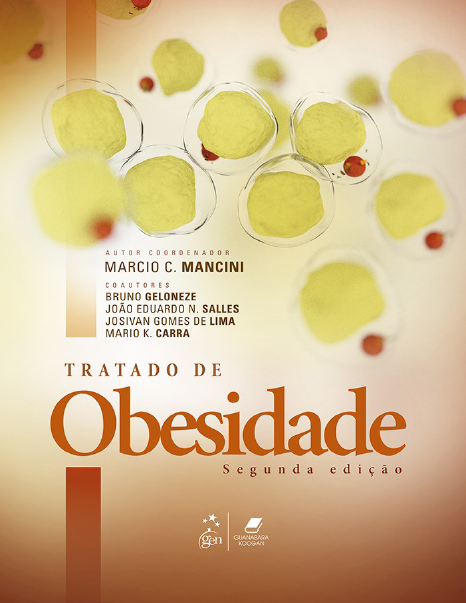 AUTOR COORDENADOR
MARCIO C. MANCINI
COAUTORES
BRUNO GELONEZE
JOÃO EDUARDO N. SALLES
JOSIVAN GOMES DE LIMA
MARIO K. CARRA
TRATADO DE
Obesidade
Segunda edição
gen
GUANABARA
KOOGAN